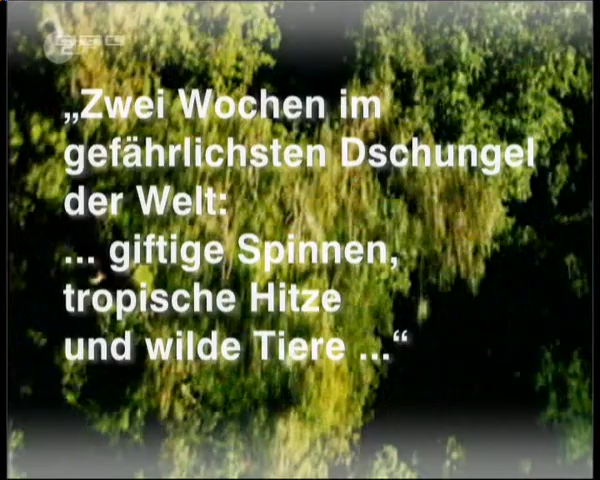 „Zwei Wochen im
gefährlichsten Dschungel
der Welt:
... giftige Spinnen,
tropische Hitze
und wilde Tiere ...“